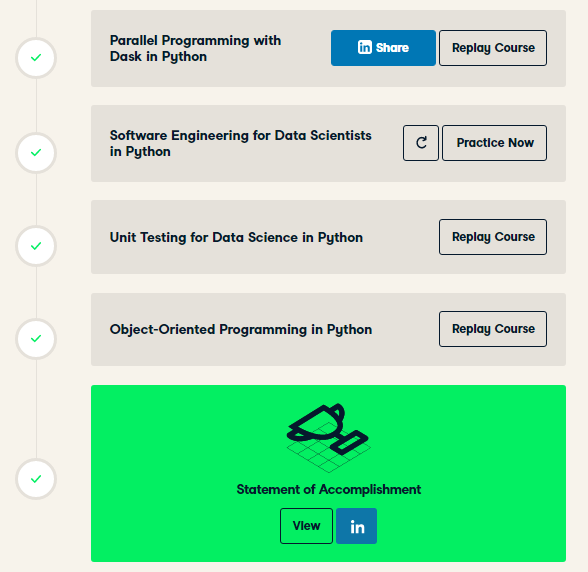 Parallel Programming with
Dask in Python
in Share
Replay Course
Software Engineering for Data Scientists
in Python
Practice Now
Unit Testing for Data Science in Python
Replay Course
Object-Oriented Programming in Python
Replay Course
Statement of Accomplishment
View
in